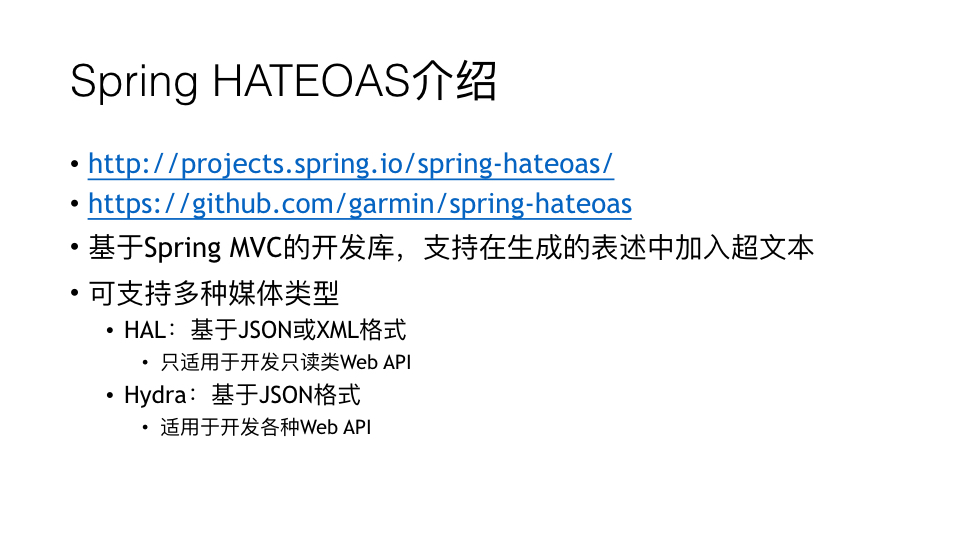 Spring HATEOAS介绍
• http://projects.spring.io/spring-hateoas/
• https://github.com/garmin/spring-hateoas
• 基于Spring MVC的开发库，支持在生成的表述中加入超文本
• 可支持多种媒体类型
• HAL：基于JSON或XML格式
• 只适用于开发只读类Web API
• Hydra：基于JSON格式
• 适用于开发各种Web API